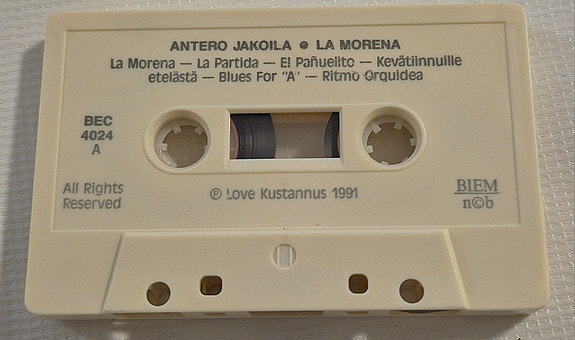 ANTERO JAKOILA ● LA MORENA
La Morena — La Partida — El Pañuelito — Kevätiinnuille
etelästä — Blues For "A" — Ritmo Orquidea
BEC
4024
A
All Rights
Reserved
℗ Love Kustannus 1991
BIEM
n©b